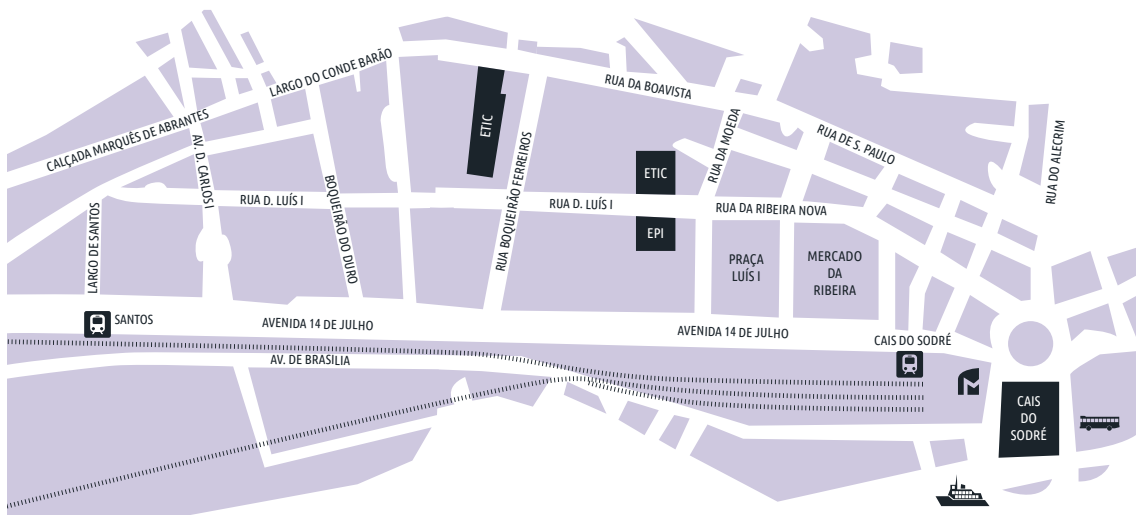 LARGO DO CONDE BARÃO
RUA DA BOAVISTA
CALÇADA MARQUÊS DE ABRANTES
ETIC
RUA DA MOEDA
RUA DE S. PAULO
AV. D. CARLOS I
BOQUEIRÃO DO DURO
RUA BOQUEIRÃO FERREIROS
ETIC
RUA DO ALECRIM
RUA D. LUÍS I
RUA D. LUÍS I
RUA DA RIBEIRA NOVA
LARGO DE SANTOS
EPI
PRAÇA
LUÍS I
MERCADO
DA
RIBEIRA
SANTOS
AVENIDA 14 DE JULHO
AVENIDA 14 DE JULHO
CAIS DO SODRÉ
AV. DE BRASILIA
CAIS
DO
SODRÉ